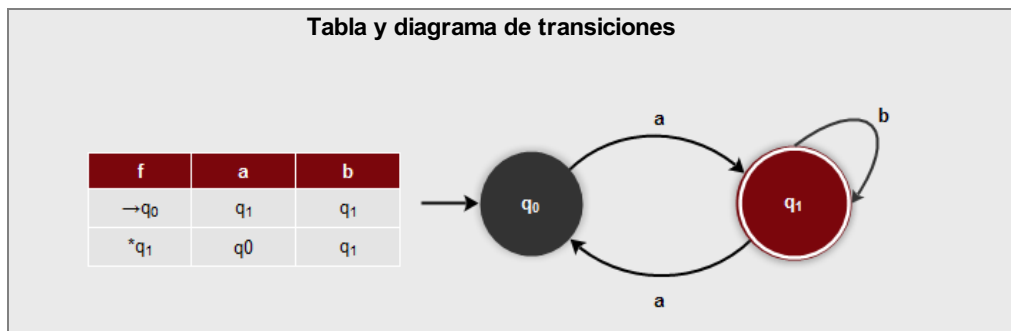 Tabla y diagrama de transiciones
f a b
→q₀ q₁ q₁
*q₁ q0 q₁
a
b
q₀
q₁
a